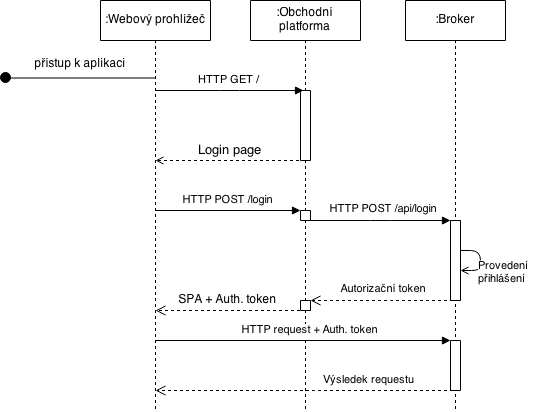 :Webový prohlížeč
:Obchodní
platforma
:Broker
přístup k aplikaci
HTTP GET /
Login page
HTTP POST /login
HTTP POST /api/login
Provedení
přihlášení
Autorizační token
SPA + Auth. token
HTTP request + Auth. token
Výsledek requestu